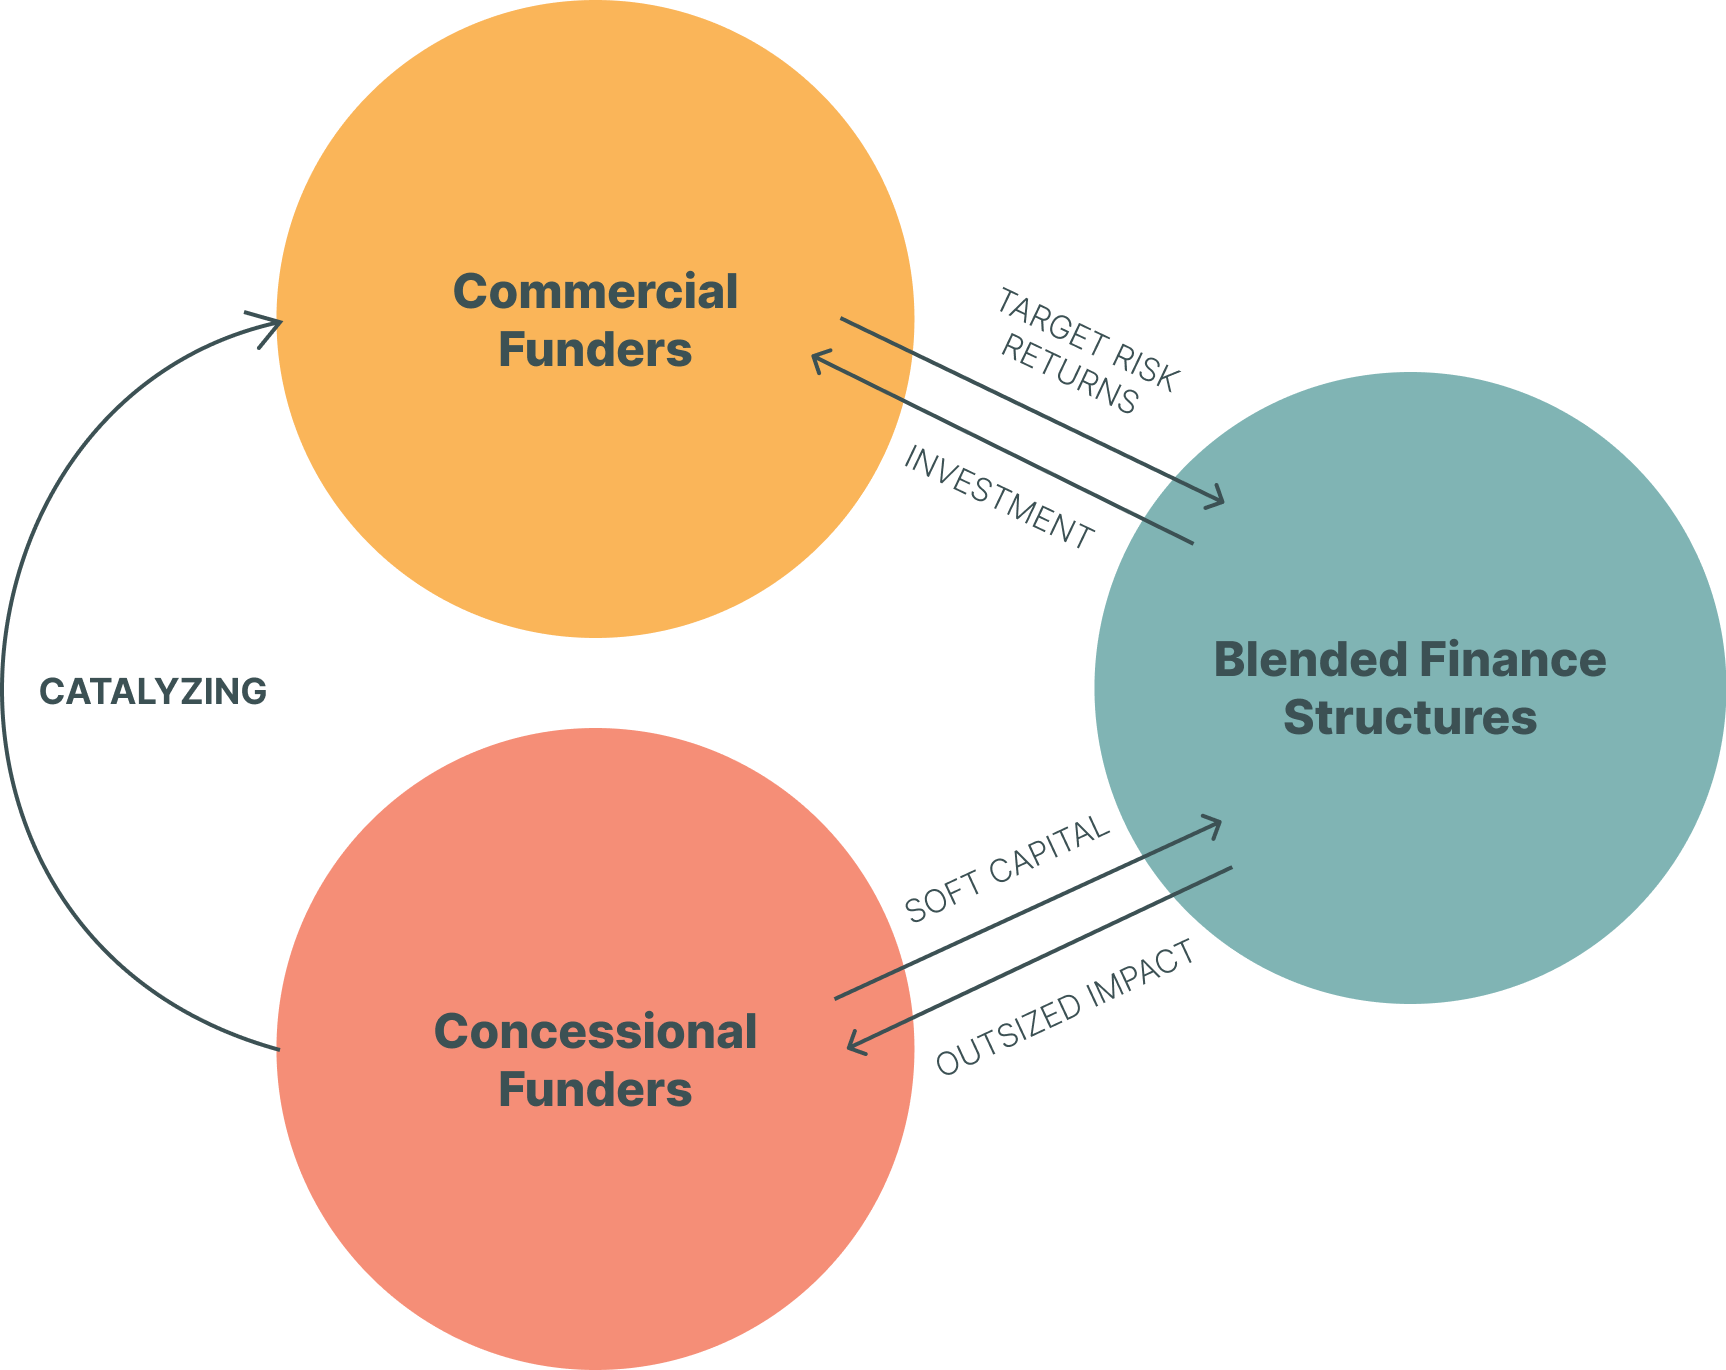 Commercial
Funders
TARGET RISK
RETURNS
INVESTMENT
Blended Finance
Structures
CATALYZING
SOFT CAPITAL
OUTSIZED IMPACT
Concessional
Funders